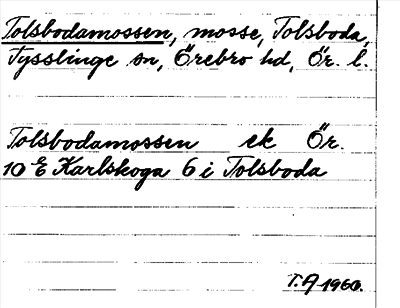 Tolsbodamossen, mosse, Tolsboda,
Tysslinge sn, Örebro hd, Ör. l.
Tolsbodamossen ek Ör.
10 E Karlskoga 6 i Tolsboda
T.A 1960.